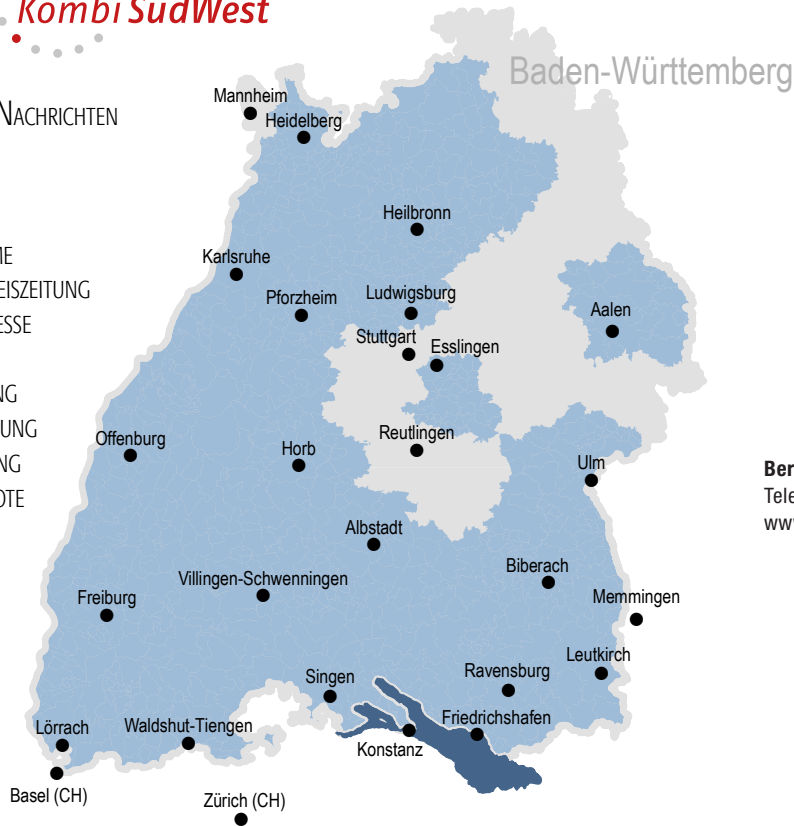 Kombi SüdWest
Baden-Württemberg
NACHRICHTEN
EISZEITUNG
Mannheim
Heidelberg
Heilbronn
Karlsruhe
Pforzheim
Ludwigsburg
Aalen
Stuttgart
Esslingen
Offenburg
Horb
Reutlingen
Ulm
Albstadt
Villingen-Schwenningen
Biberach
Freiburg
Memmingen
Leutkirch
Singen
Ravensburg
Lörrach
Waldshut-Tiengen
Friedrichshafen
Konstanz
Basel (CH)
Zürich (CH)
ME
ESSE
NG
UNG
NG
OTE
Ber
Tele
www